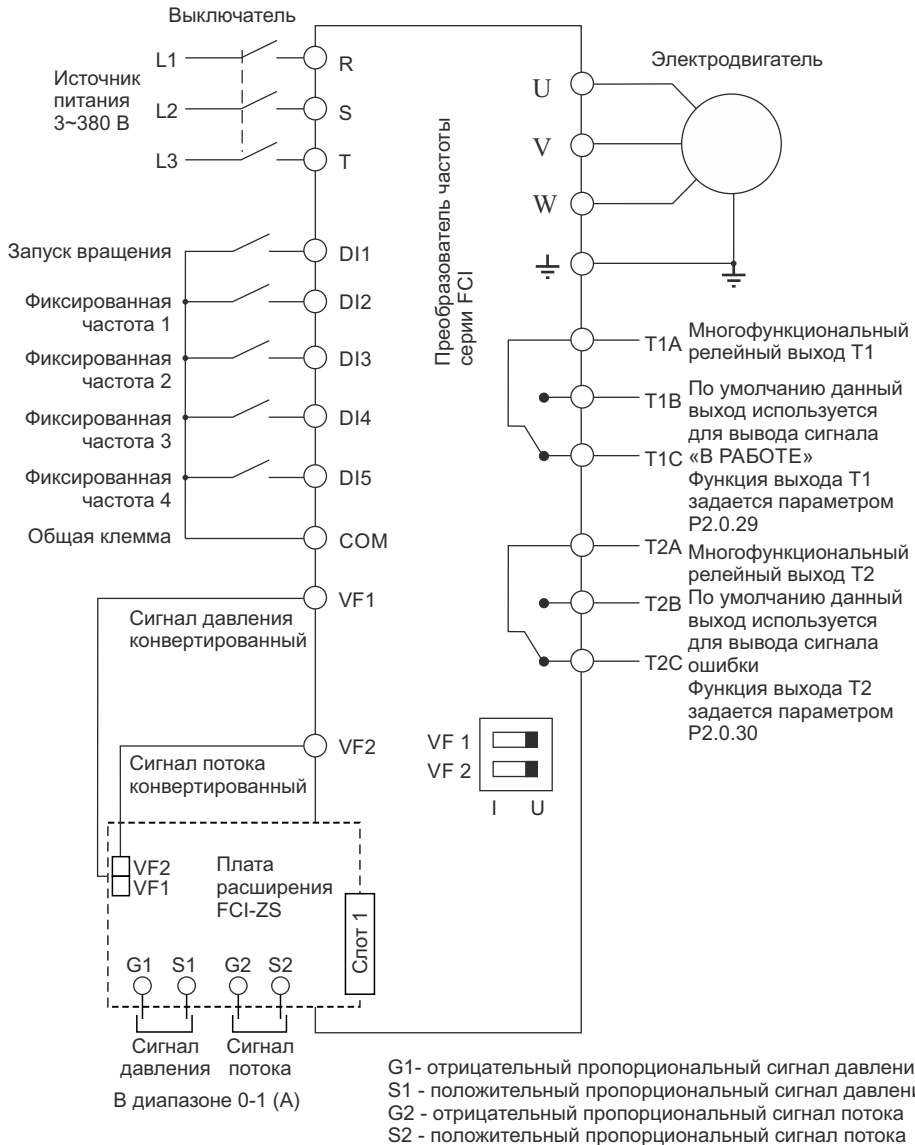 Выключатель
L1
R
Источник
питания
3~380 В
L2
S
L3
T
Преобразователь частоты
серии FCI
Электродвигатель
U
V
W
Запуск вращения
DI1
Фиксированная
частота 1
DI2
Фиксированная
частота 2
DI3
Фиксированная
частота 3
DI4
Фиксированная
частота 4
DI5
Общая клемма
COM
T1A
Многофункциональный
релейный выход Т1
T1B
По умолчанию данный
выход используется
для вывода сигнала
T1C
«В РАБОТЕ»
Функция выхода Т1
задается параметром
P2.0.29
T2A
Многофункциональный
релейный выход Т2
T2B
По умолчанию данный
выход используется
для вывода сигнала
T2C
ошибки
Функция выхода Т2
задается параметром
P2.0.30
VF1
Сигнал давления
конвертированный
VF2
Сигнал потока
конвертированный
VF 1
VF 2
I U
VF2
VF1
Плата
расширения
FCI-ZS
Слот 1
G1 S1 G2 S2
Сигнал
давления
Сигнал
потока
В диапазоне 0-1 (А)
G1- отрицательный пропорциональный сигнал давлени
S1 - положительный пропорциональный сигнал давлени
G2 - отрицательный пропорциональный сигнал потока
S2 - положительный пропорциональный сигнал потока